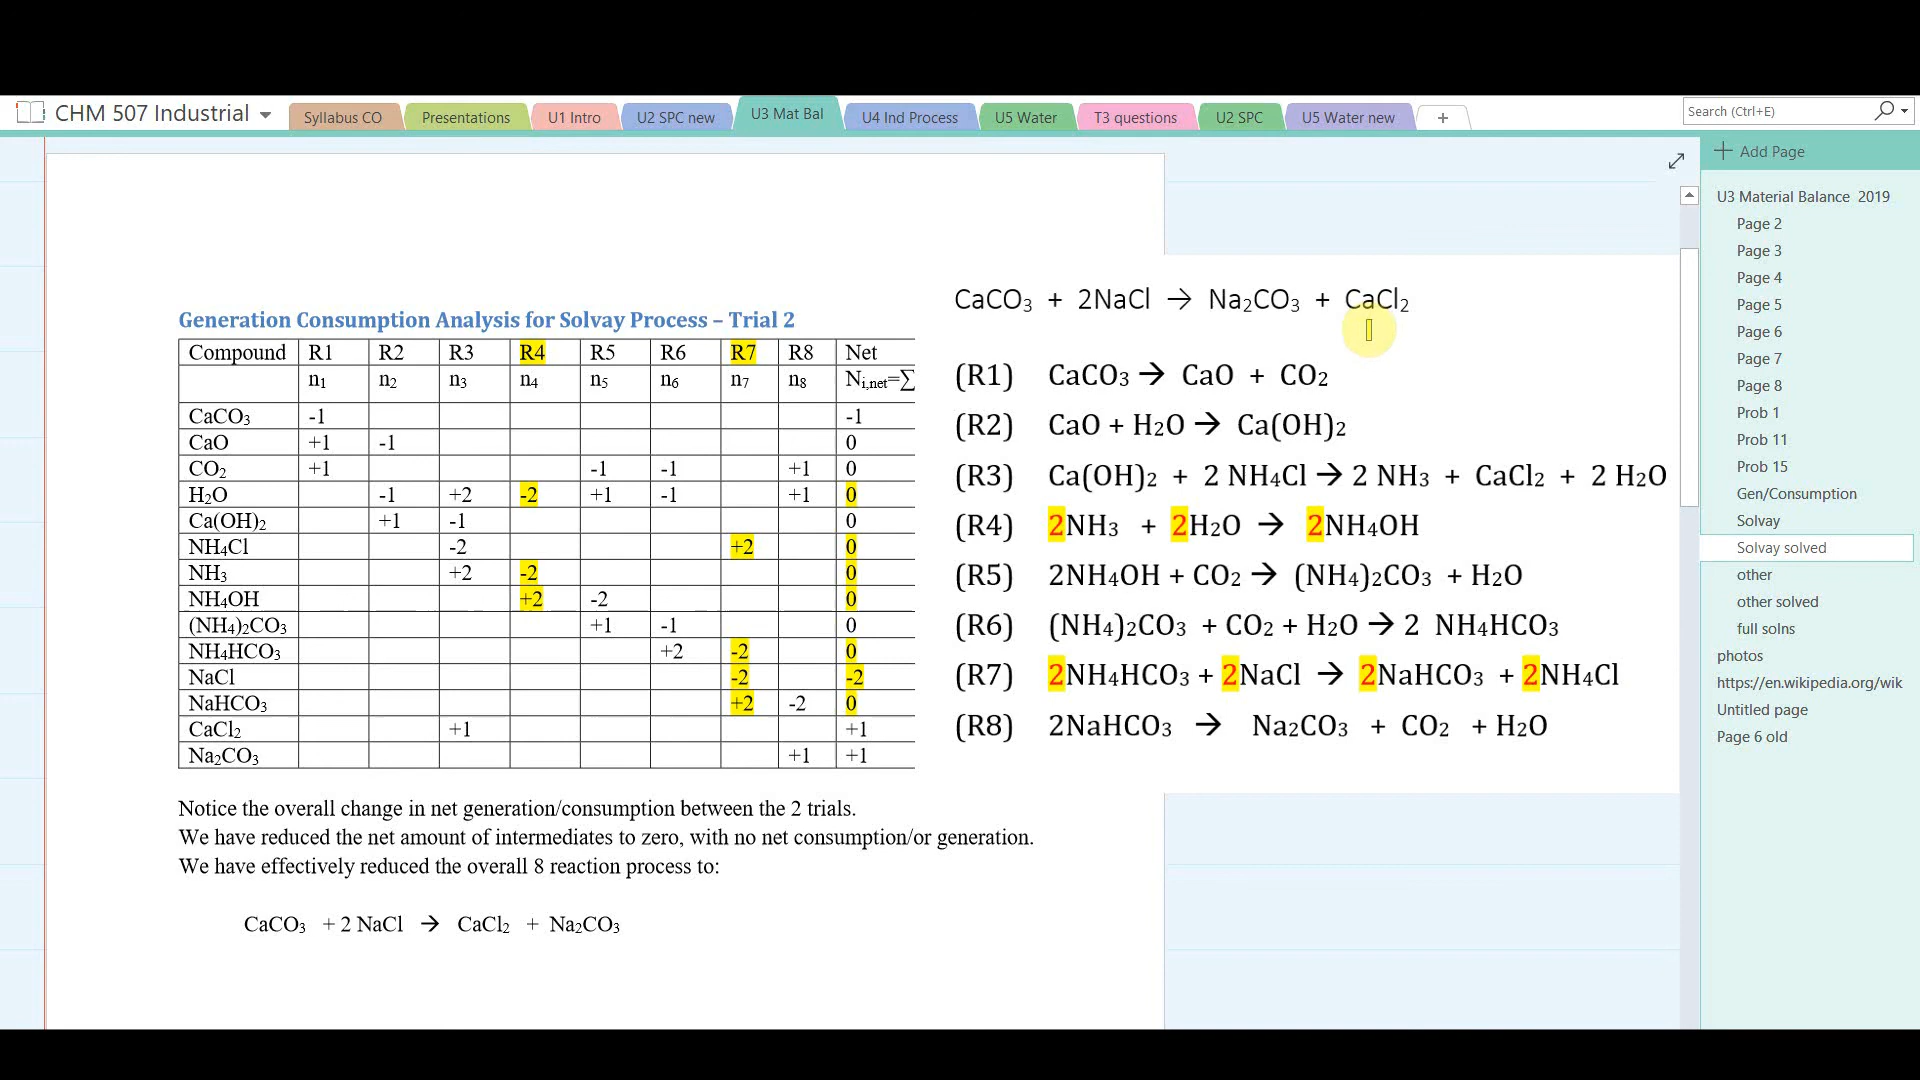 CHM 507 Industrial
Syllabus CO
Presentations
U1 Intro
U2 SPC new
U3 Mat Bal
U4 Ind Process
U5 Water
T3 questions
U2 SPC
U5 Water new
+
Search (Ctrl+E)
Generation Consumption Analysis for Solvay Process – Trial 2
Compound R1 R2 R3 R4 R5 R6 R7 R8 Net
n₁ n₂ n₃ n₄ n₅ n₆ n₇ n₈ Nᵢ,ₙₑₜ=∑
CaCO₃ -1 -1
CaO +1 -1 0
CO₂ +1 -1 -1 +1 0
H₂O -1 +2 -2 +1 -1 +1 0
Ca(OH)₂ +1 -1 0
NH₄Cl -2 +2 0
NH₃ +2 -2 0
NH₄OH +2 -2 0
(NH₄)₂CO₃ +1 -1 0
NH₄HCO₃ +2 -2 0
NaCl -2 -2
NaHCO₃ +2 -2 0
CaCl₂ +1 +1
Na₂CO₃ +1 +1
Notice the overall change in net generation/consumption between the 2 trials.
We have reduced the net amount of intermediates to zero, with no net consumption/or generation.
We have effectively reduced the overall 8 reaction process to:
CaCO₃ + 2 NaCl → CaCl₂ + Na₂CO₃
CaCO₃ + 2NaCl → Na₂CO₃ + CaCl₂
(R1) CaCO₃ → CaO + CO₂
(R2) CaO + H₂O → Ca(OH)₂
(R3) Ca(OH)₂ + 2 NH₄Cl → 2 NH₃ + CaCl₂ + 2 H₂O
(R4) 2NH₃ + 2H₂O → 2NH₄OH
(R5) 2NH₄OH + CO₂ → (NH₄)₂CO₃ + H₂O
(R6) (NH₄)₂CO₃ + CO₂ + H₂O → 2 NH₄HCO₃
(R7) 2NH₄HCO₃ + 2NaCl → 2NaHCO₃ + 2NH₄Cl
(R8) 2NaHCO₃ → Na₂CO₃ + CO₂ + H₂O
Add Page
U3 Material Balance 2019
Page 2
Page 3
Page 4
Page 5
Page 6
Page 7
Page 8
Prob 1
Prob 11
Prob 15
Gen/Consumption
Solvay
Solvay solved
other
other solved
full solns
photos
https://en.wikipedia.org/wik
Untitled page
Page 6 old